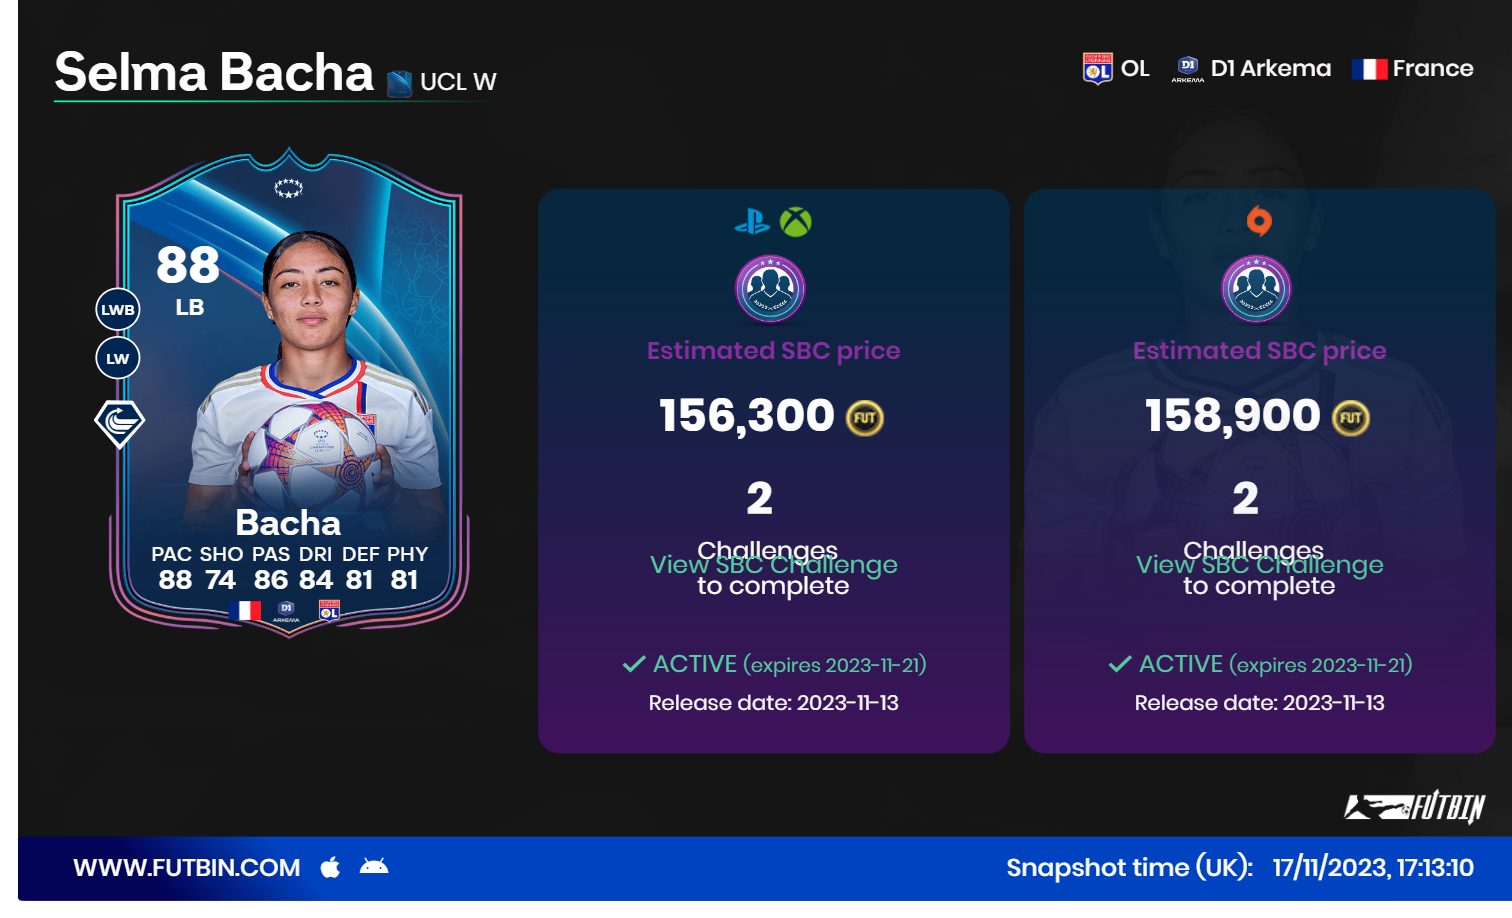 Selma Bacha UCL W
OL D1 Arkema France
88
LB
LWB
LW
Bacha
PAC SHO PAS DRI DEF PHY
88 74 86 84 81 81
D1
ARKEMA
OL
Estimated SBC price
156,300 FUT
2
Challenges
View SBC Challenge
to complete
ACTIVE (expires 2023-11-21)
Release date: 2023-11-13
Estimated SBC price
158,900 FUT
2
Challenges
View SBC Challenge
to complete
ACTIVE (expires 2023-11-21)
Release date: 2023-11-13
FUTBIN
WWW.FUTBIN.COM
Snapshot time (UK): 17/11/2023, 17:13:10